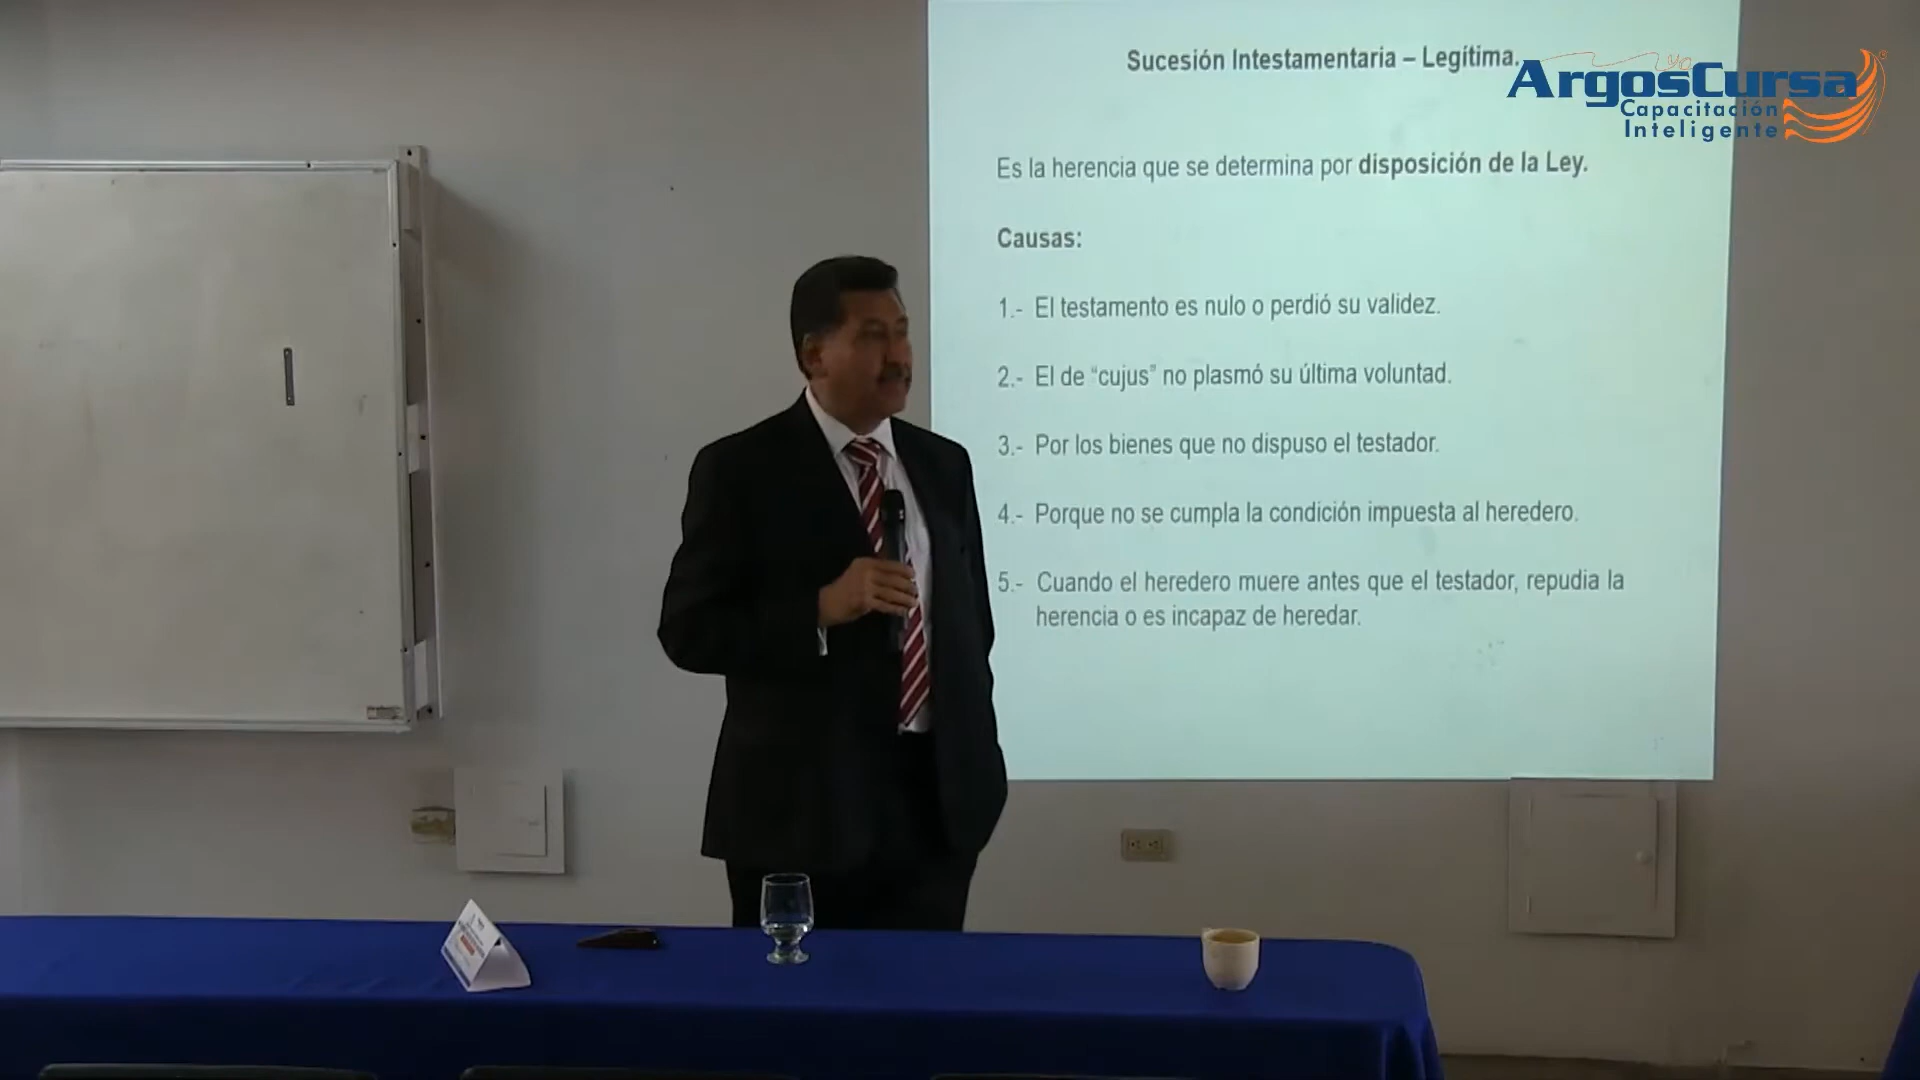 Sucesión Intestamentaria – Legítima.
yo
ArgosCursa
Capacitación
Inteligente
Es la herencia que se determina por disposición de la Ley.
Causas:
1.- El testamento es nulo o perdió su validez.
2.- El de “cujus” no plasmó su última voluntad.
3.- Por los bienes que no dispuso el testador.
4.- Porque no se cumpla la condición impuesta al heredero.
5.- Cuando el heredero muere antes que el testador, repudia la
herencia o es incapaz de heredar.